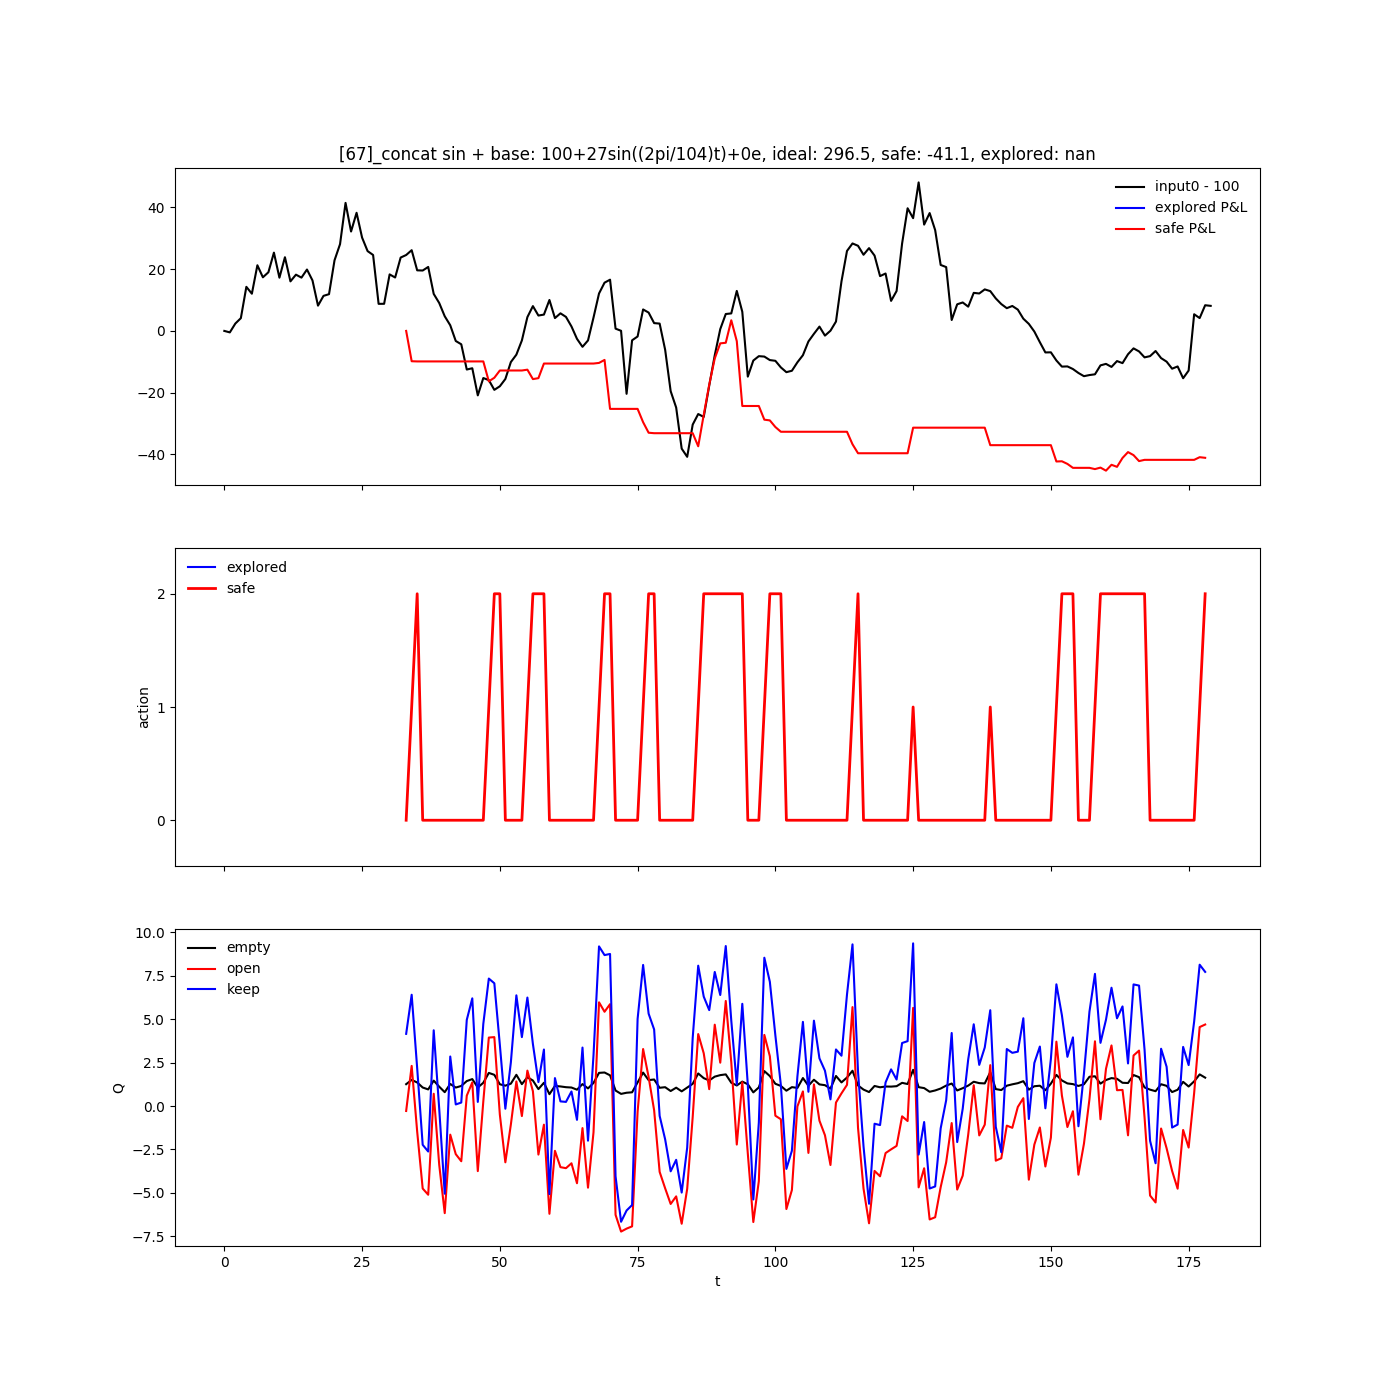 [67]_concat sin + base: 100+27sin((2pi/104)t)+0e, ideal: 296.5, safe: -41.1, explored: nan
input0 - 100
explored P&L
safe P&L
40
20
0
−20
−40
explored
safe
2
1
0
action
empty
open
keep
10.0
7.5
5.0
2.5
0.0
−2.5
−5.0
−7.5
Q
0 25 50 75 100 125 150 175
t